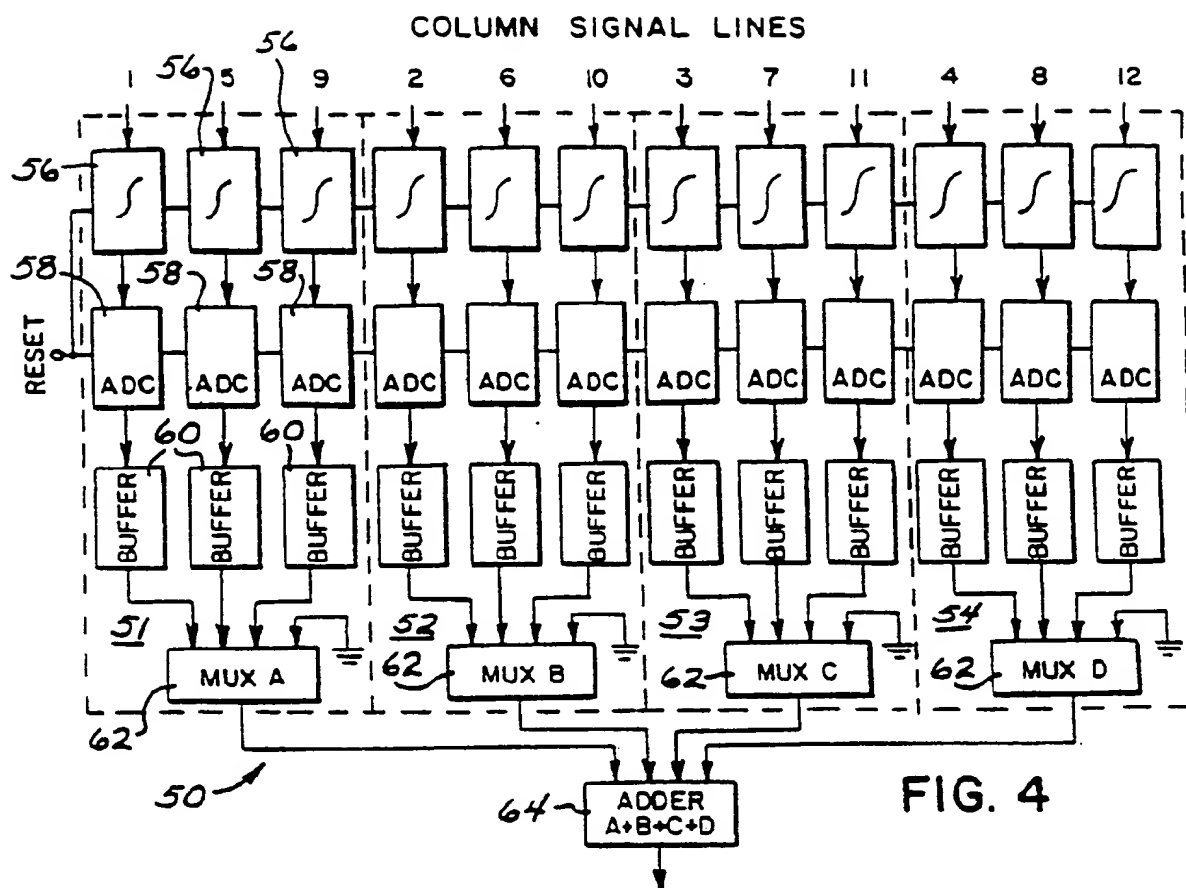 COLUMN SIGNAL LINES
56 56 56
1 5 9 2 6 10 3 7 11 4 8 12
56
58 58 58
RESET
ADC ADC ADC ADC ADC ADC ADC ADC ADC ADC ADC ADC
60 60
BUFFER BUFFER BUFFER BUFFER BUFFER BUFFER BUFFER BUFFER BUFFER BUFFER BUFFER BUFFER
51 52 53 54
MUX A 62 MUX B 62 MUX C 62 MUX D
62
50
64 ADDER
A+B+C+D
FIG. 4